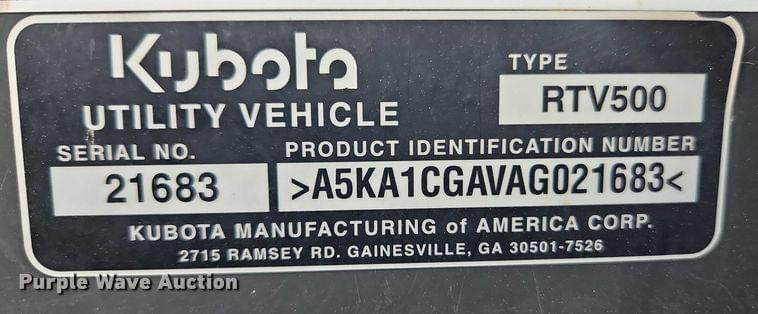 Kubota
TYPE
UTILITY VEHICLE
RTV500
SERIAL NO.
PRODUCT IDENTIFICATION NUMBER
21683
>A5KA1CGAVAG021683<
KUBOTA MANUFACTURING of AMERICA CORP.
2715 RAMSEY RD. GAINESVILLE, GA 30501-7526
Purple Wave Auction